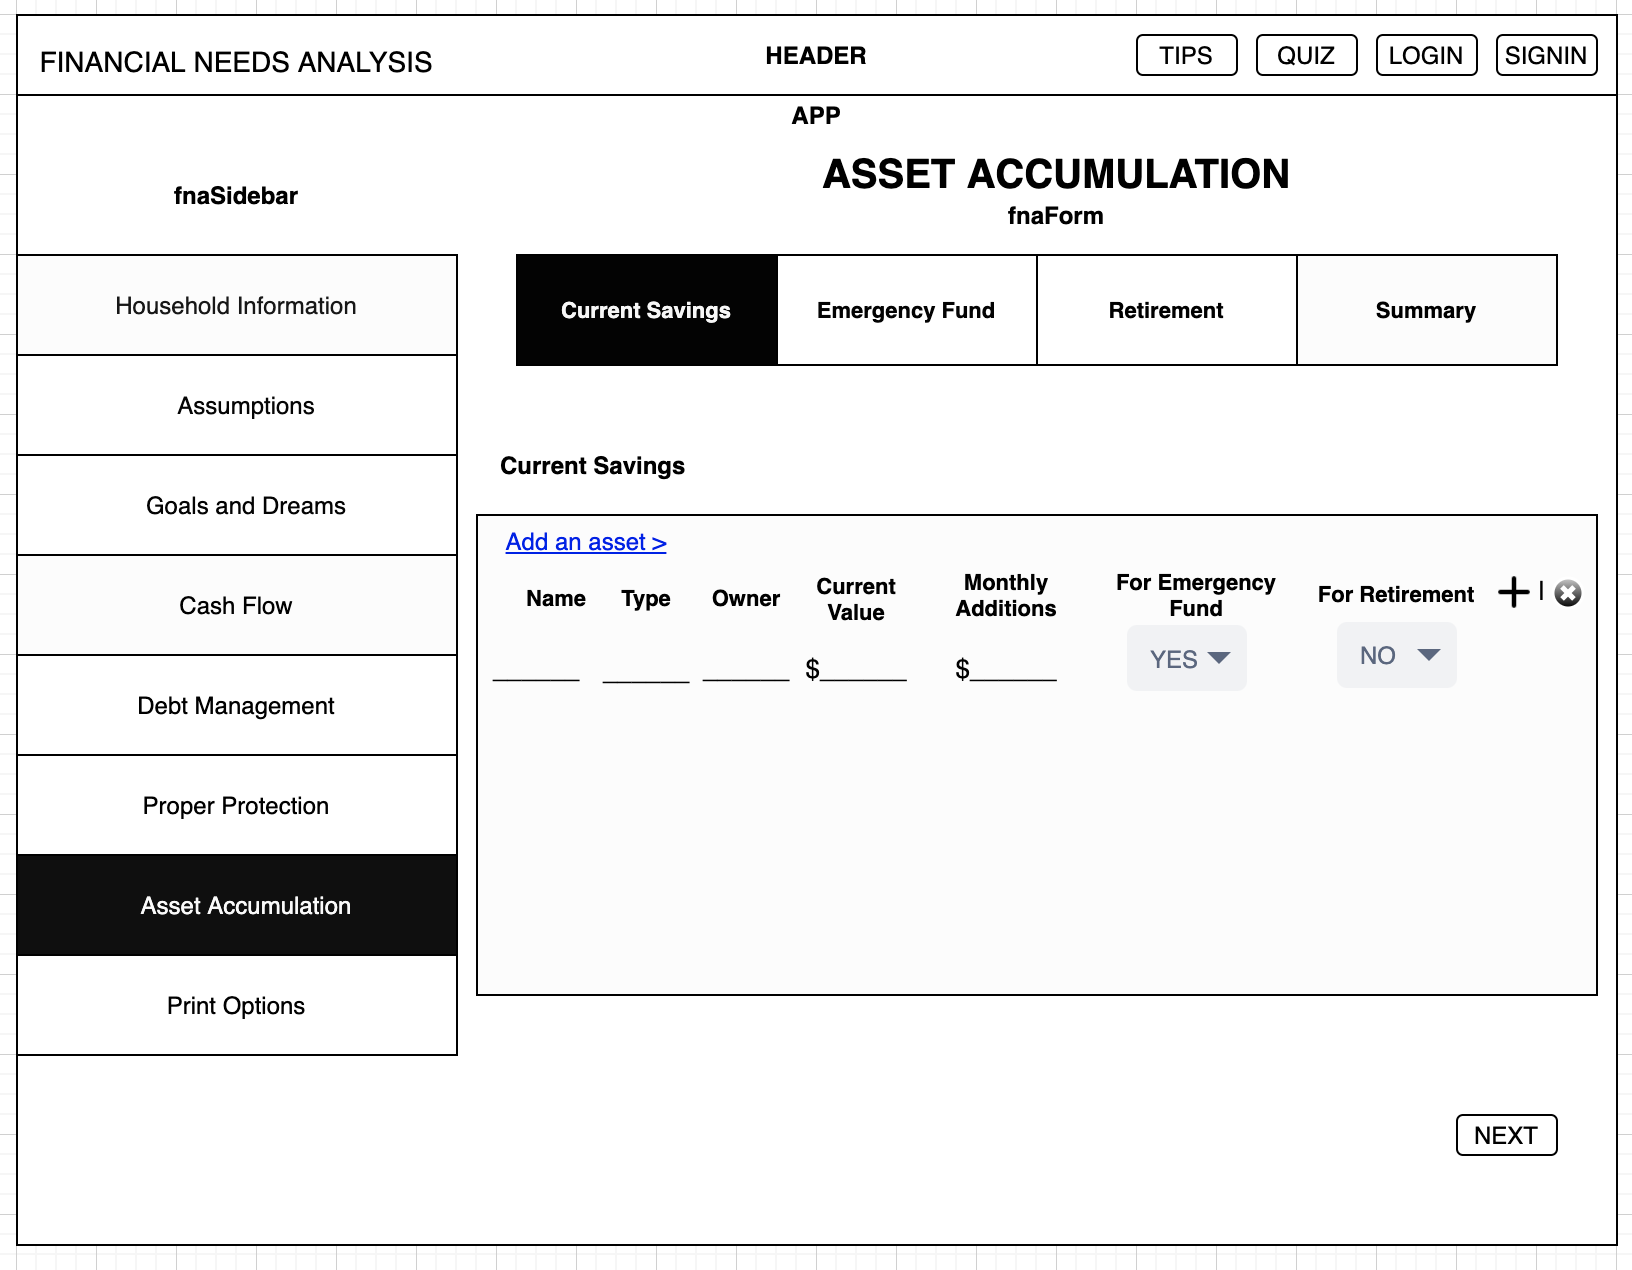 FINANCIAL NEEDS ANALYSIS
HEADER
TIPS
QUIZ
LOGIN
SIGNIN
APP
fnaSidebar
ASSET ACCUMULATION
fnaForm
Household Information
Assumptions
Goals and Dreams
Cash Flow
Debt Management
Proper Protection
Asset Accumulation
Print Options
Current Savings
Emergency Fund
Retirement
Summary
Current Savings
Add an asset >
Name
Type
Owner
Current
Value
Monthly
Additions
For Emergency
Fund
For Retirement
+ |
_______
_______
_______
$_______
$_______
YES
NO
NEXT